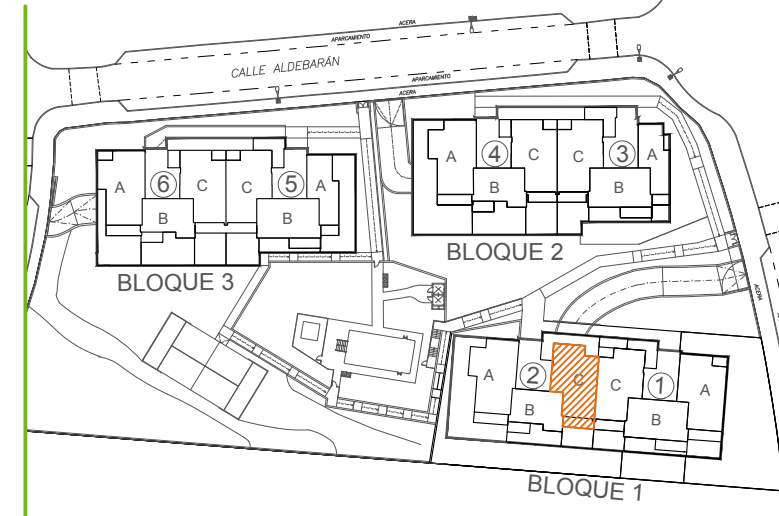 ACERA
APARCAMIENTO
CALLE ALDEBARÁN
APARCAMIENTO
ACERA
A 4 C C 3 A
B B
BLOQUE 2
A 6 C C 5 A
B B
BLOQUE 3
ACERA
A 2 C C 1 A
B B
BLOQUE 1